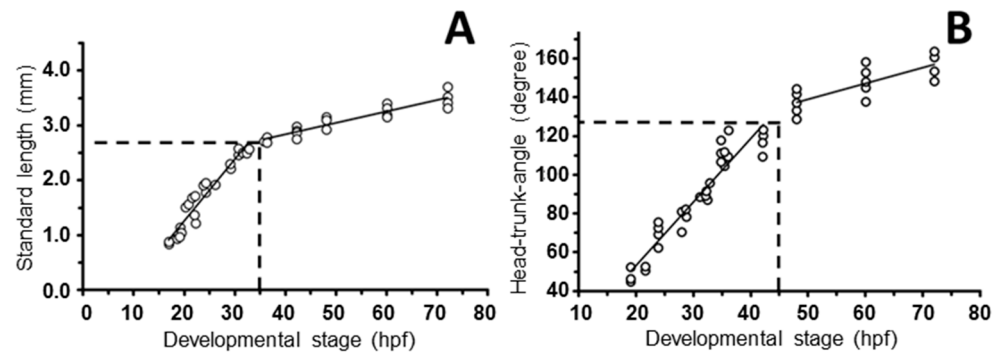 A
Standard length (mm)
4.0
3.0
2.0
1.0
0.0
0 10 20 30 40 50 60 70 80
Developmental stage (hpf)
B
Head-trunk-angle (degree)
160
140
120
100
80
60
40
10 20 30 40 50 60 70 80
Developmental stage (hpf)